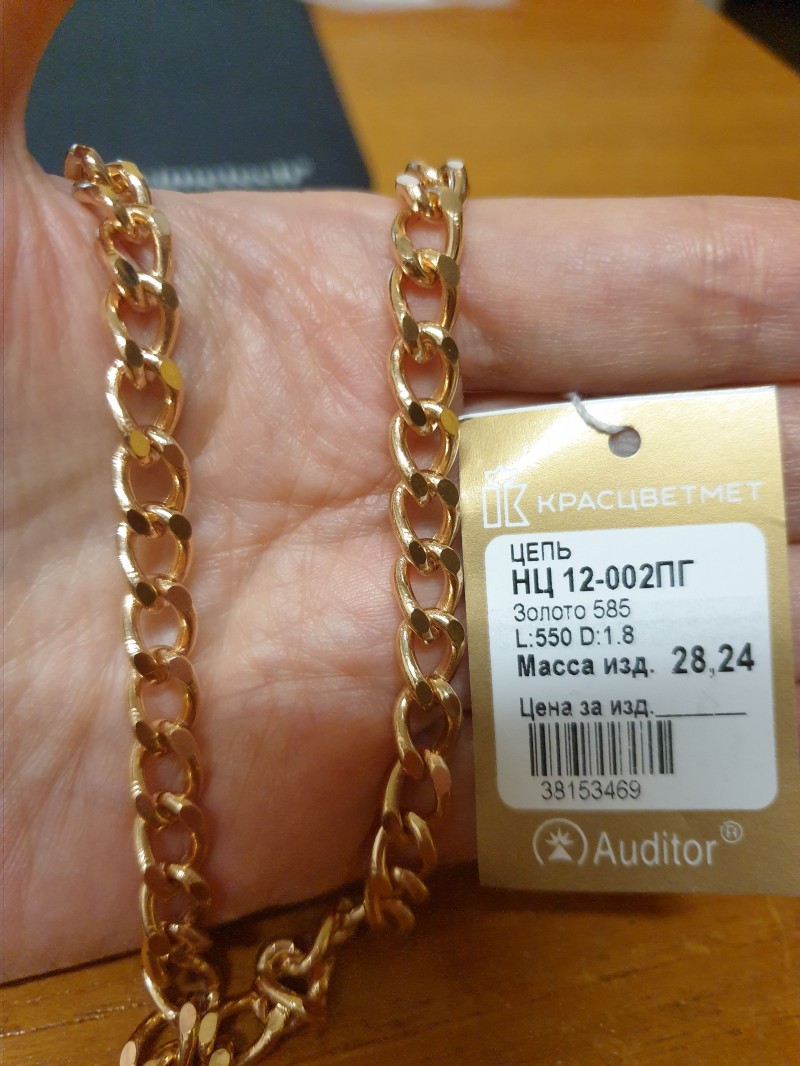 КРАСЦВЕТМЕТ
ЦЕПЬ
НЦ 12-002ПГ
Золото 585
L:550 D:1.8
Масса изд. 28,24
Цена за изд.______
38153469
Auditor®